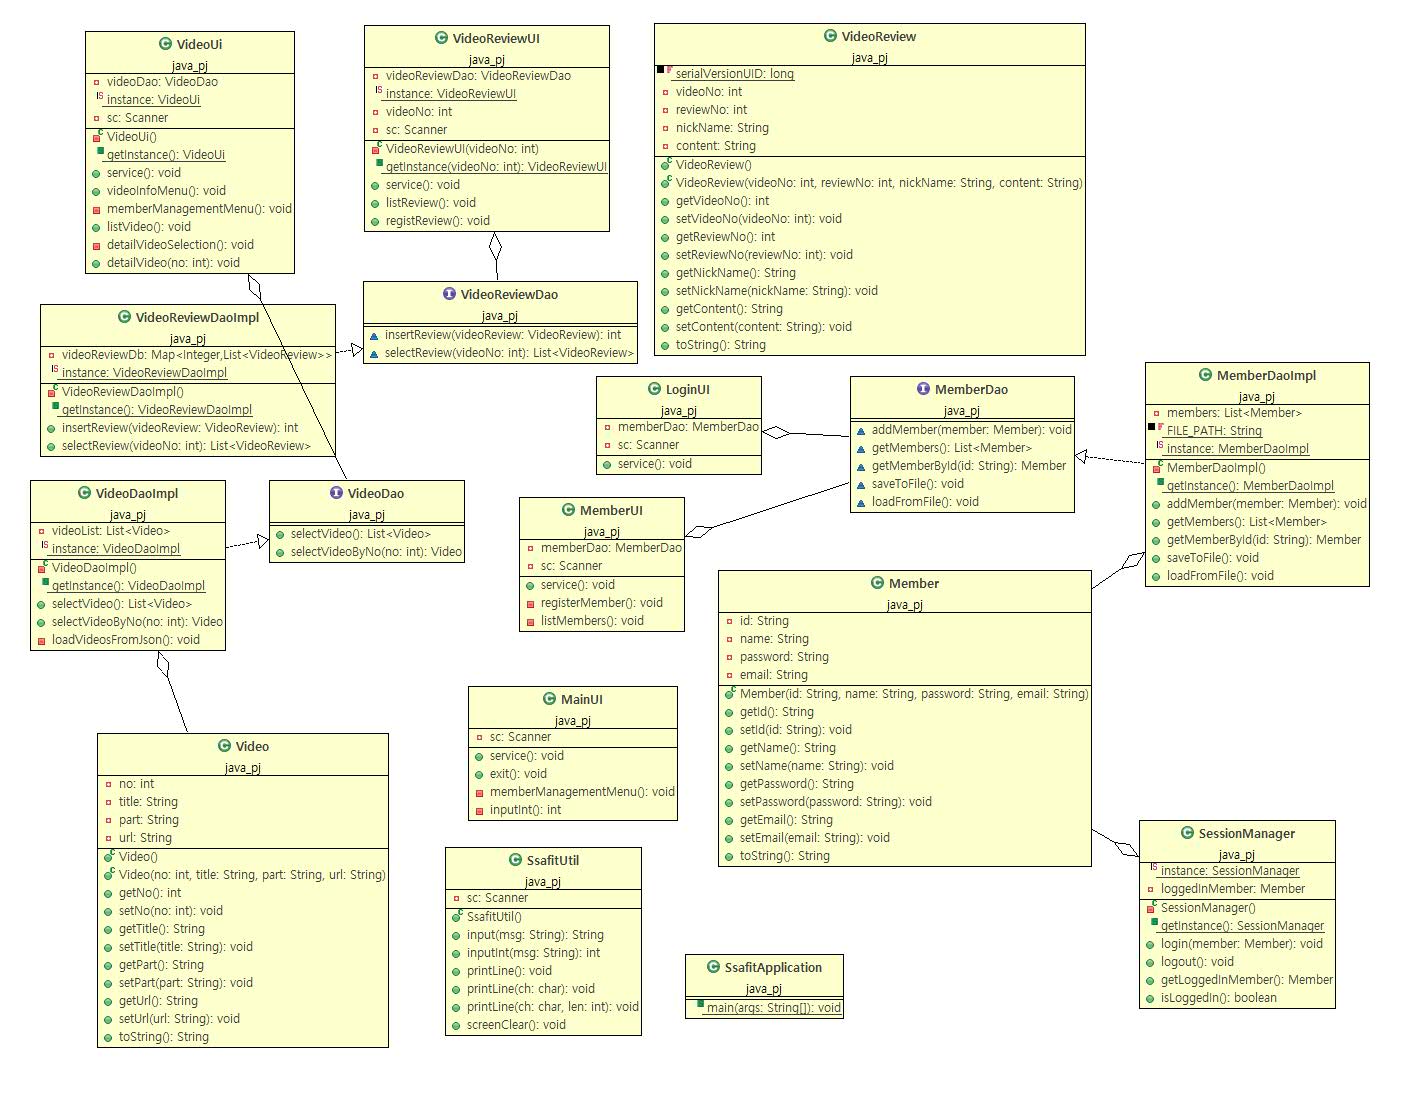 VideoUi
java_pj
videoDao: VideoDao
instance: VideoUi
sc: Scanner
VideoUi()
getInstance(): VideoUi
service(): void
videoInfoMenu(): void
memberManagementMenu(): void
listVideo(): void
detailVideoSelection(): void
detailVideo(no: int): void
VideoReviewUI
java_pj
videoReviewDao: VideoReviewDao
instance: VideoReviewUI
videoNo: int
sc: Scanner
VideoReviewUI(videoNo: int)
getInstance(videoNo: int): VideoReviewUI
service(): void
listReview(): void
registReview(): void
VideoReview
java_pj
serialVersionUID: long
videoNo: int
reviewNo: int
nickName: String
content: String
VideoReview()
VideoReview(videoNo: int, reviewNo: int, nickName: String, content: String)
getVideoNo(): int
setVideoNo(videoNo: int): void
getReviewNo(): int
setReviewNo(reviewNo: int): void
getNickName(): String
setNickName(nickName: String): void
getContent(): String
setContent(content: String): void
toString(): String
VideoReviewDaoImpl
java_pj
videoReviewDb: Map<Integer,List<VideoReview>>
instance: VideoReviewDaoImpl
VideoReviewDaoImpl()
getInstance(): VideoReviewDaoImpl
insertReview(videoReview: VideoReview): int
selectReview(videoNo: int): List<VideoReview>
VideoReviewDao
java_pj
insertReview(videoReview: VideoReview): int
selectReview(videoNo: int): List<VideoReview>
LoginUI
java_pj
memberDao: MemberDao
sc: Scanner
service(): void
MemberDao
java_pj
addMember(member: Member): void
getMembers(): List<Member>
getMemberById(id: String): Member
saveToFile(): void
loadFromFile(): void
MemberDaoImpl
java_pj
members: List<Member>
FILE_PATH: String
instance: MemberDaoImpl
MemberDaoImpl()
getInstance(): MemberDaoImpl
addMember(member: Member): void
getMembers(): List<Member>
getMemberById(id: String): Member
saveToFile(): void
loadFromFile(): void
VideoDaoImpl
java_pj
videoList: List<Video>
instance: VideoDaoImpl
VideoDaoImpl()
getInstance(): VideoDaoImpl
selectVideo(): List<Video>
selectVideoByNo(no: int): Video
loadVideosFromJson(): void
VideoDao
java_pj
selectVideo(): List<Video>
selectVideoByNo(no: int): Video
MemberUI
java_pj
memberDao: MemberDao
sc: Scanner
service(): void
registerMember(): void
listMembers(): void
Member
java_pj
id: String
name: String
password: String
email: String
Member(id: String, name: String, password: String, email: String)
getId(): String
setId(id: String): void
getName(): String
setName(name: String): void
getPassword(): String
setPassword(password: String): void
getEmail(): String
setEmail(email: String): void
toString(): String
MainUI
java_pj
sc: Scanner
service(): void
exit(): void
memberManagementMenu(): void
inputInt(): int
Video
java_pj
no: int
title: String
part: String
url: String
Video()
Video(no: int, title: String, part: String, url: String)
getNo(): int
setNo(no: int): void
getTitle(): String
setTitle(title: String): void
getPart(): String
setPart(part: String): void
getUrl(): String
setUrl(url: String): void
toString(): String
SsafitUtil
java_pj
sc: Scanner
SsafitUtil()
input(msg: String): String
inputInt(msg: String): int
printLine(): void
printLine(ch: char): void
printLine(ch: char, len: int): void
screenClear(): void
SsafitApplication
java_pj
main(args: String[]): void
SessionManager
java_pj
instance: SessionManager
loggedInMember: Member
SessionManager()
getInstance(): SessionManager
login(member: Member): void
logout(): void
getLoggedInMember(): Member
isLoggedIn(): boolean